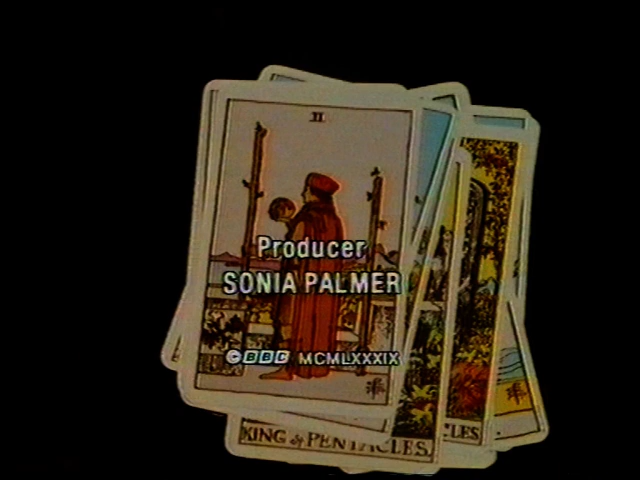 II
Producer
SONIA PALMER
©BBC MCMLXXXIX
KING of PENTACLES.
CLES.